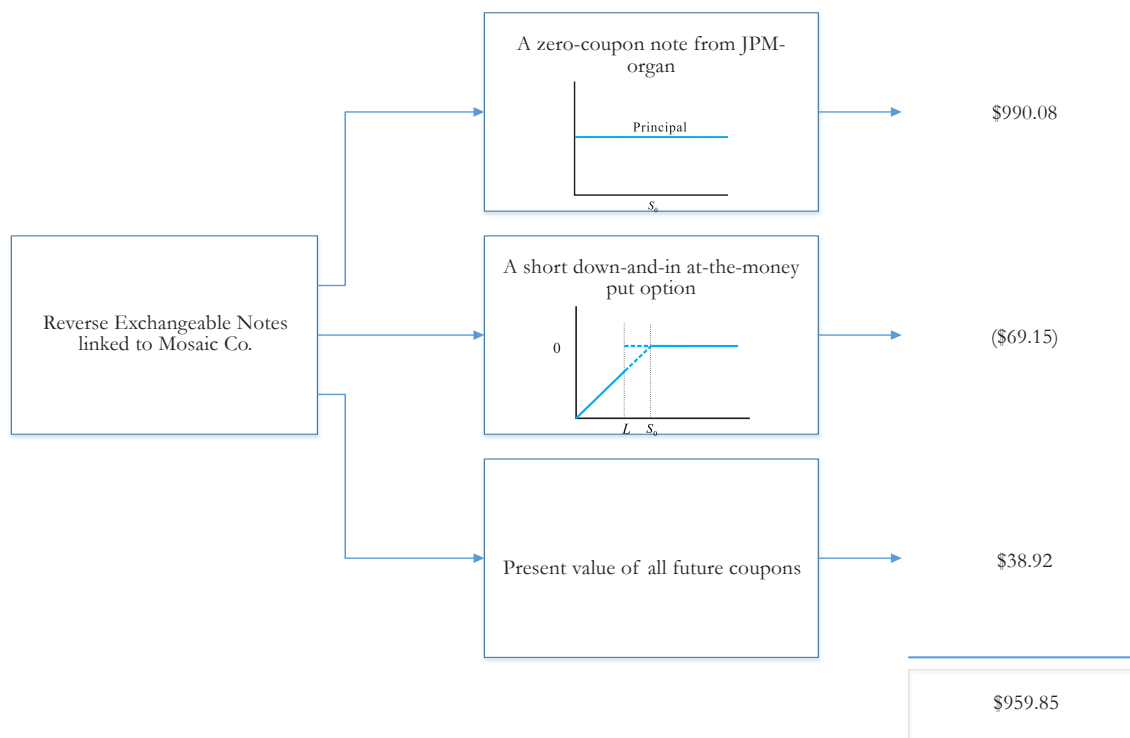 A zero-coupon note from JPM-
organ
Principal
S₀
$990.08
Reverse Exchangeable Notes
linked to Mosaic Co.
A short down-and-in at-the-money
put option
0
L S₀
($69.15)
Present value of all future coupons
$38.92
$959.85